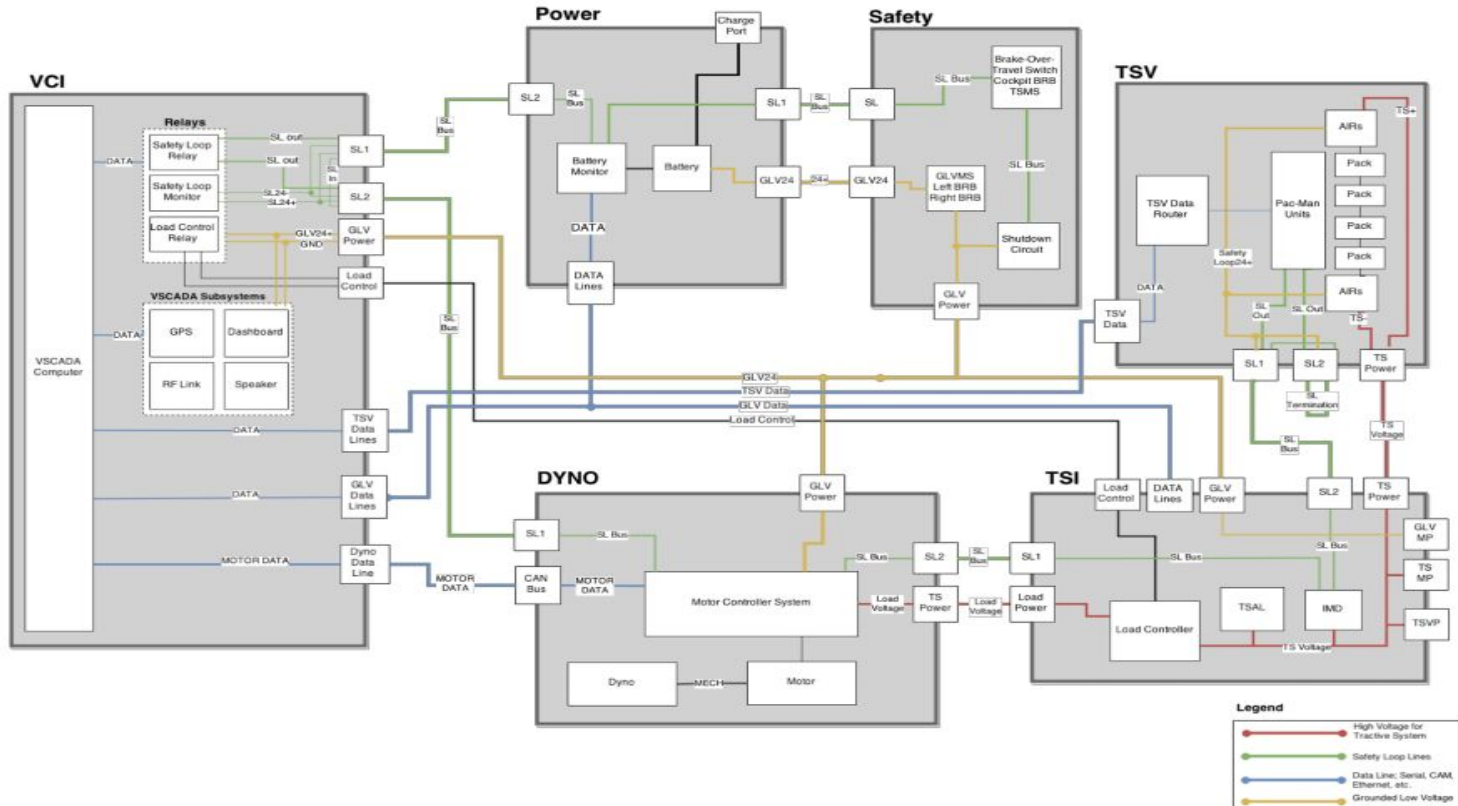 Power
Charge
Port
SL2
SL
Bus
SL1
Battery
Monitor
Battery
GLV24
DATA
DATA
Lines
SL
Bus
24+
Safety
SL
SL Bus
Brake-Over-
Travel Switch
Cockpit BRB
TSMS
SL Bus
GLV24
GLVMS
Left BRB
Right BRB
Shutdown
Circuit
GLV
Power
TSV
TS+
AIRs
Pack
Pack
Pack
Pack
AIRs
TS-
TSV Data
Router
Pac-Man
Units
Safety
Loop24+
DATA
SL
Out
SL Out
TSV
Data
SL1
SL2
TS
Power
SL
Termination
SL
Bus
TS
Voltage
VCI
VSCADA
Computer
Relays
Safety Loop
Relay
Safety Loop
Monitor
Load Control
Relay
DATA
SL out
SL out
SL
In
SL24-
SL24+
GLV24+
GND
SL1
SL2
GLV
Power
Load
Control
VSCADA Subsystems
GPS
Dashboard
RF Link
Speaker
DATA
DATA
TSV
Data
Lines
DATA
GLV
Data
Lines
MOTOR DATA
Dyno
Data
Line
SL
Bus
SL
Bus
GLV24
TSV Data
GLV Data
Load Control
MOTOR
DATA
DYNO
GLV
Power
SL1
SL Bus
CAN
Bus
MOTOR
DATA
Motor Controller System
SL Bus
SL2
Load
Voltage
TS
Power
Dyno
MECH
Motor
SL
Bus
Load
Voltage
TSI
Load
Control
DATA
Lines
GLV
Power
SL2
TS
Power
GLV
MP
TS
MP
TSVP
SL1
SL Bus
SL Bus
Load
Power
Load Controller
TSAL
IMD
TS Voltage
Legend
High Voltage for
Tractive System
Safety Loop Lines
Data Line; Serial, CAM,
Ethernet, etc.
Grounded Low Voltage